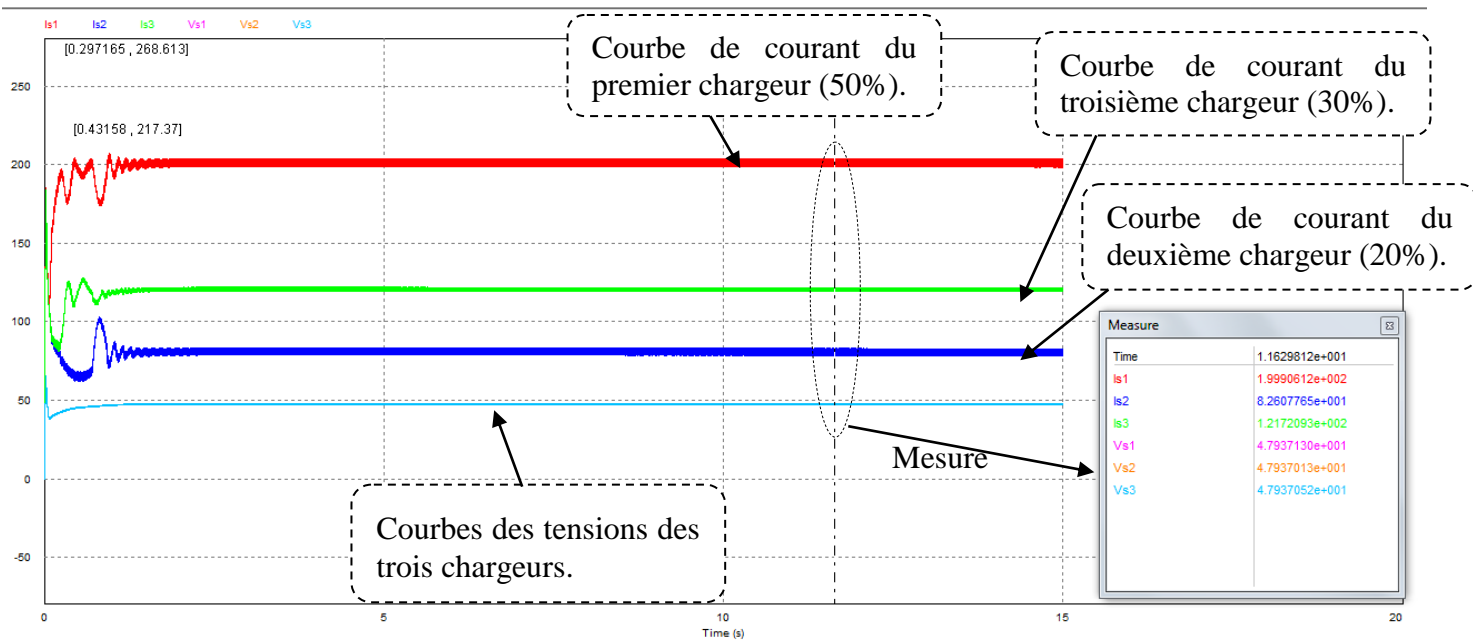 Is1 Is2 Is3 Vs1 Vs2 Vs3
[0.297165 , 268.613]
[0.43158 , 217.37]
Courbe de courant du
premier chargeur (50%).
Courbe de courant du
troisième chargeur (30%).
Courbe de courant du
deuxième chargeur (20%).
250
200
150
100
50
0
-50
0 5 10 15 20
Time (s)
Courbes des tensions des
trois chargeurs.
Mesure
Measure
Time 1.1629812e+001
Is1 1.9990612e+002
Is2 8.2607765e+001
Is3 1.2172093e+002
Vs1 4.7937130e+001
Vs2 4.7937013e+001
Vs3 4.7937052e+001